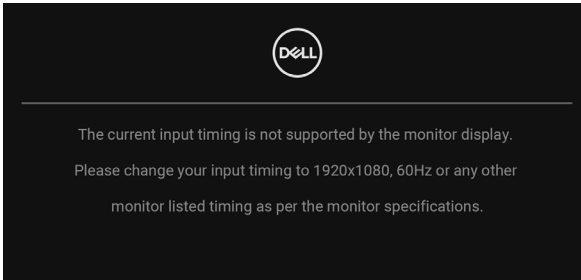 DELL
The current input timing is not supported by the monitor display.
Please change your input timing to 1920x1080, 60Hz or any other
monitor listed timing as per the monitor specifications.